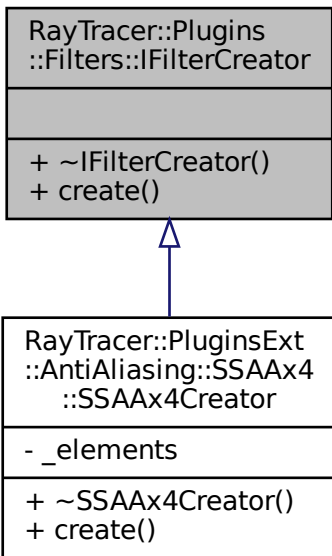 RayTracer::Plugins
::Filters::IFilterCreator
+ ~IFilterCreator()
+ create()
RayTracer::PluginsExt
::AntiAliasing::SSAAx4
::SSAAx4Creator
- _elements
+ ~SSAAx4Creator()
+ create()